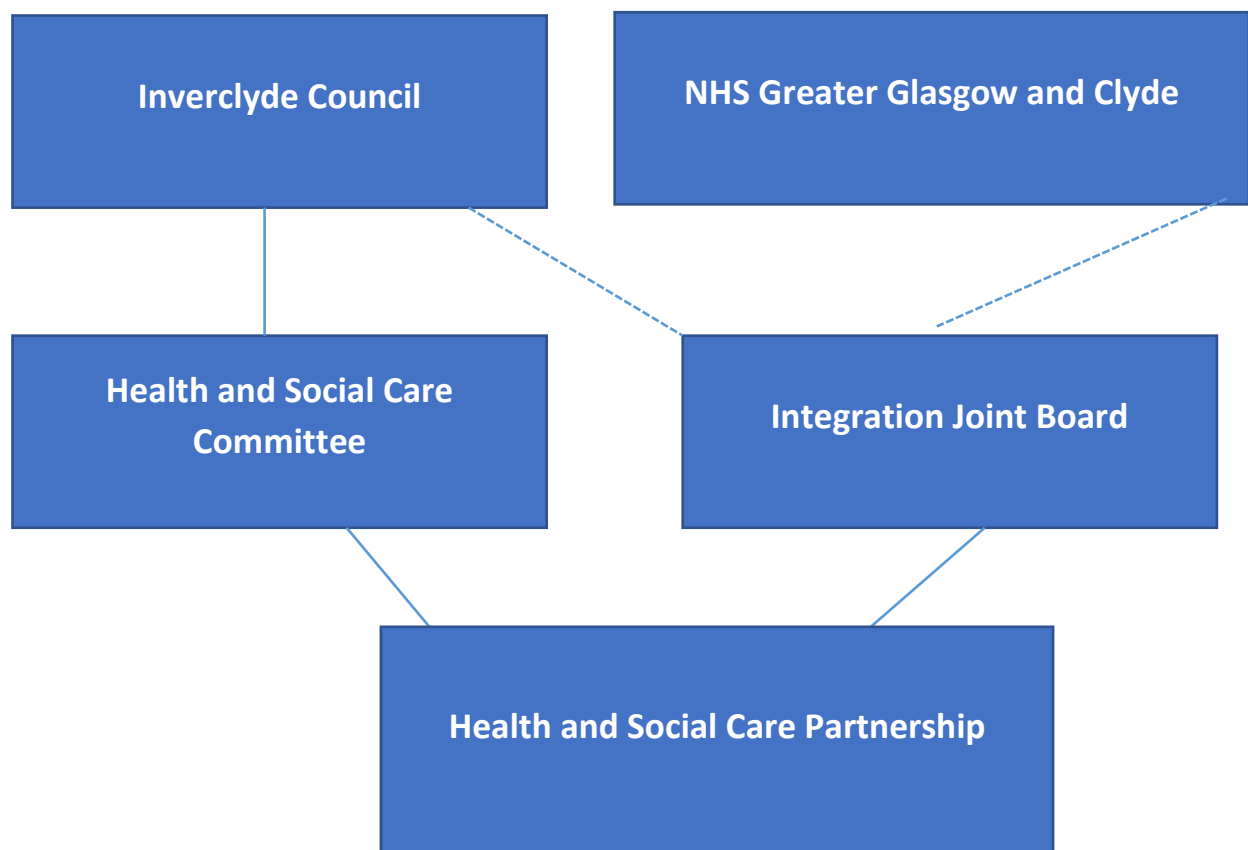 Inverclyde Council
NHS Greater Glasgow and Clyde
Health and Social Care
Committee
Integration Joint Board
Health and Social Care Partnership